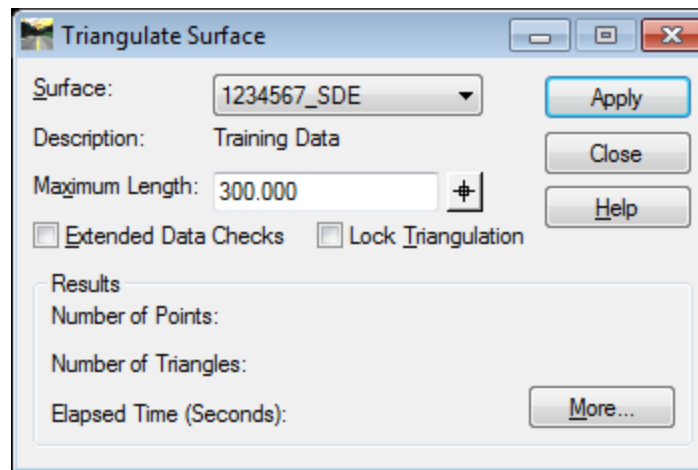 Triangulate Surface
Surface: 1234567_SDE Apply
Description: Training Data Close
Maximum Length: 300.000 Help
Extended Data Checks Lock Triangulation
Results
Number of Points:
Number of Triangles:
Elapsed Time (Seconds): More...